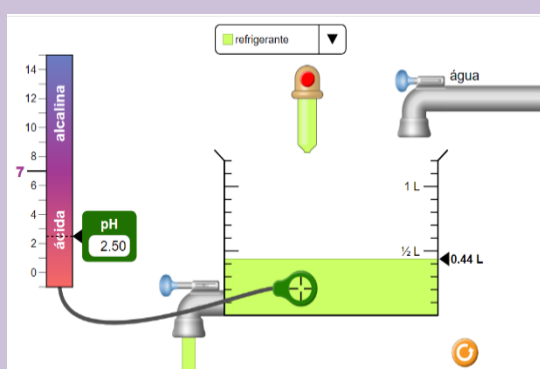 refrigerante
água
14
12
10
8
7
6
4
2
0
alcalina
ácida
pH
2.50
1 L
½ L
0.44 L